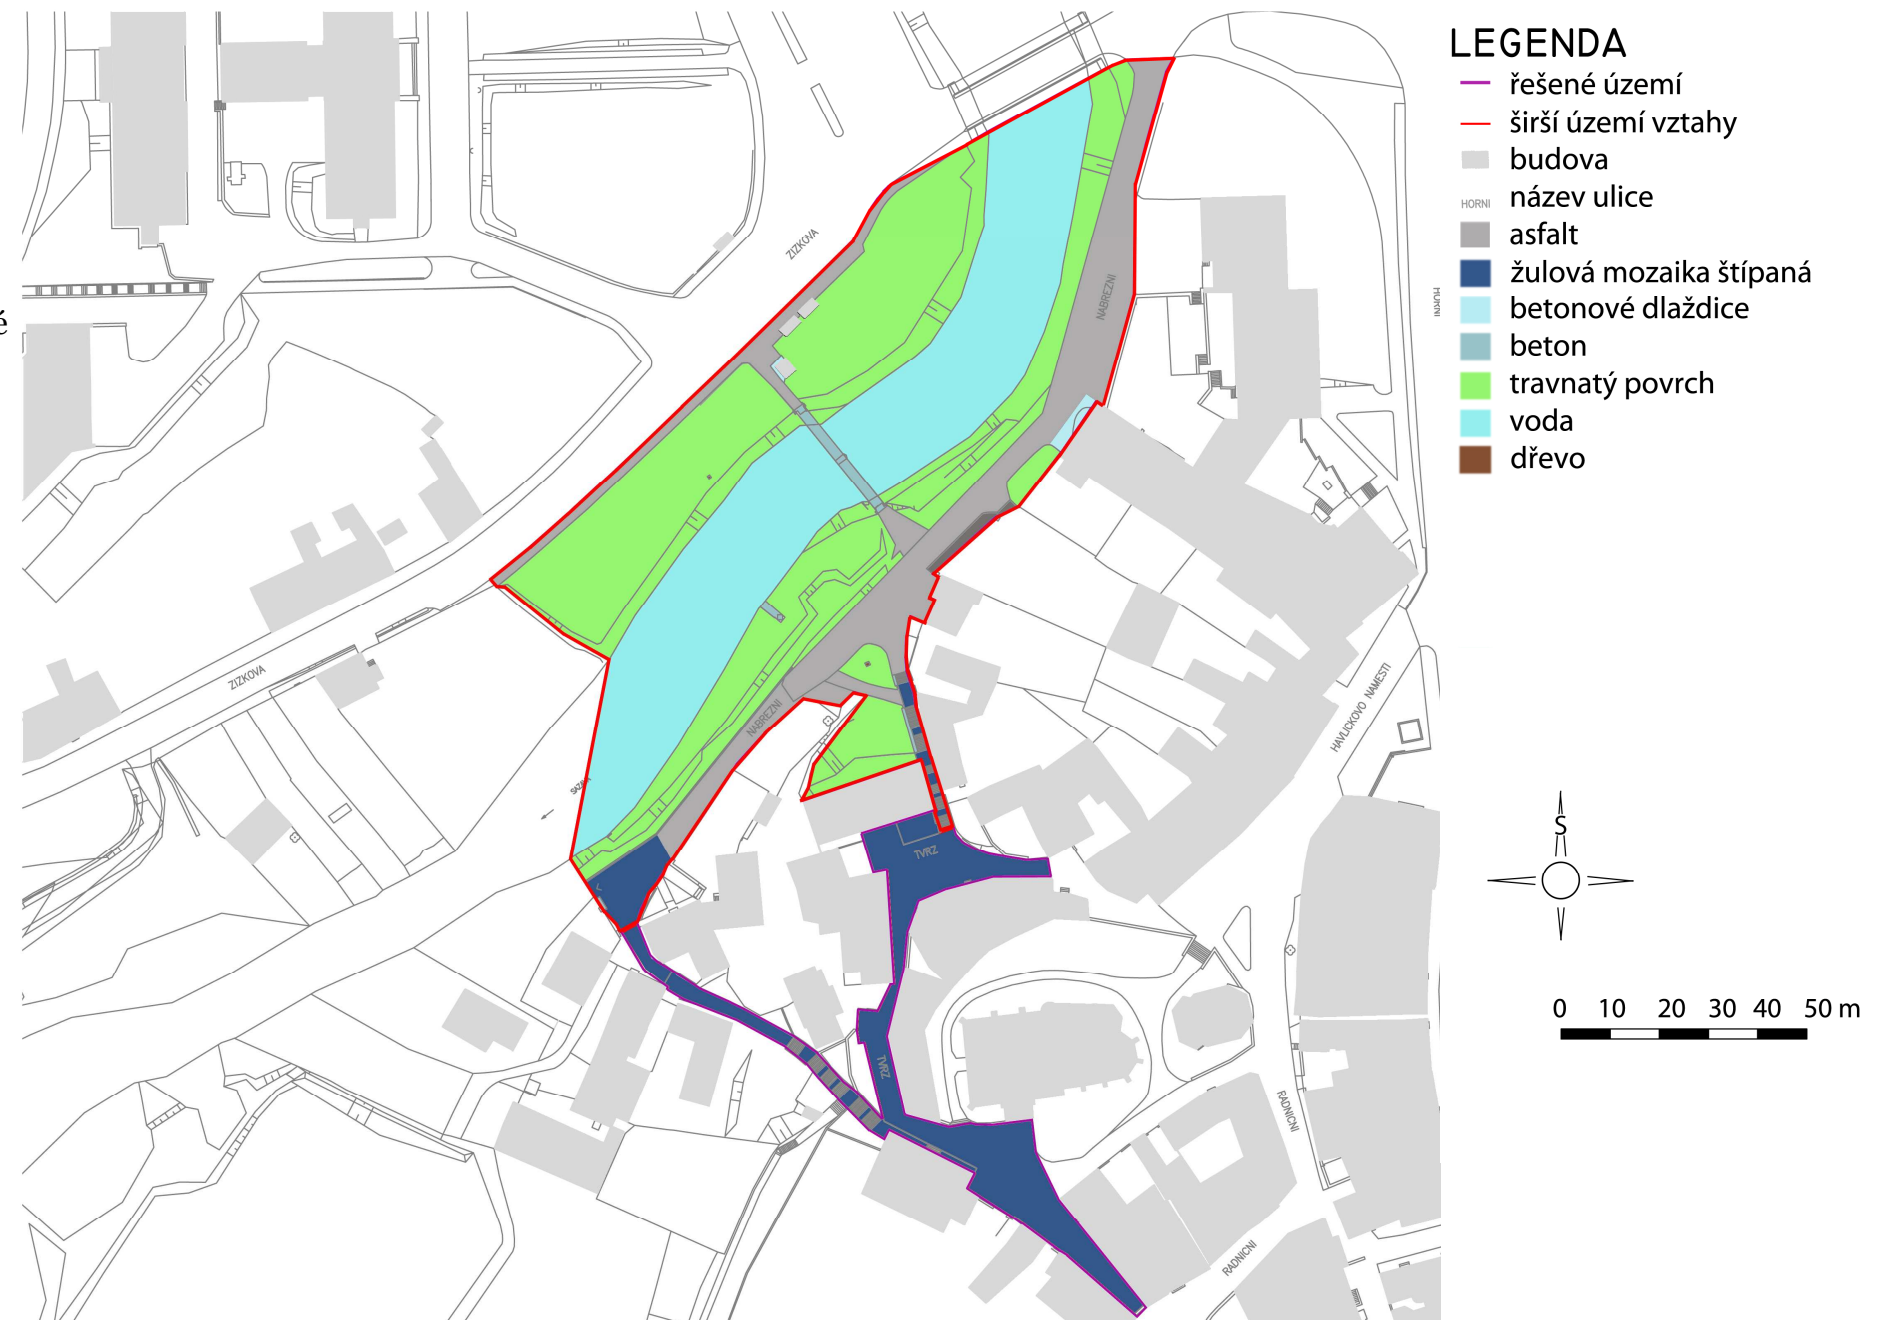 LEGENDA
řešené území
širší území vztahy
budova
HORNI název ulice
asfalt
žulová mozaika štípaná
betonové dlaždice
beton
travnatý povrch
voda
dřevo
é
ZIZKOVA
NABREZNI
HORNI
ZIZKOVA
NABREZNI
HAVLICKOVO NAMESTI
SAZAVA
TVRZ
TVRZ
RADNICNI
RADNICNI
S
0 10 20 30 40 50 m